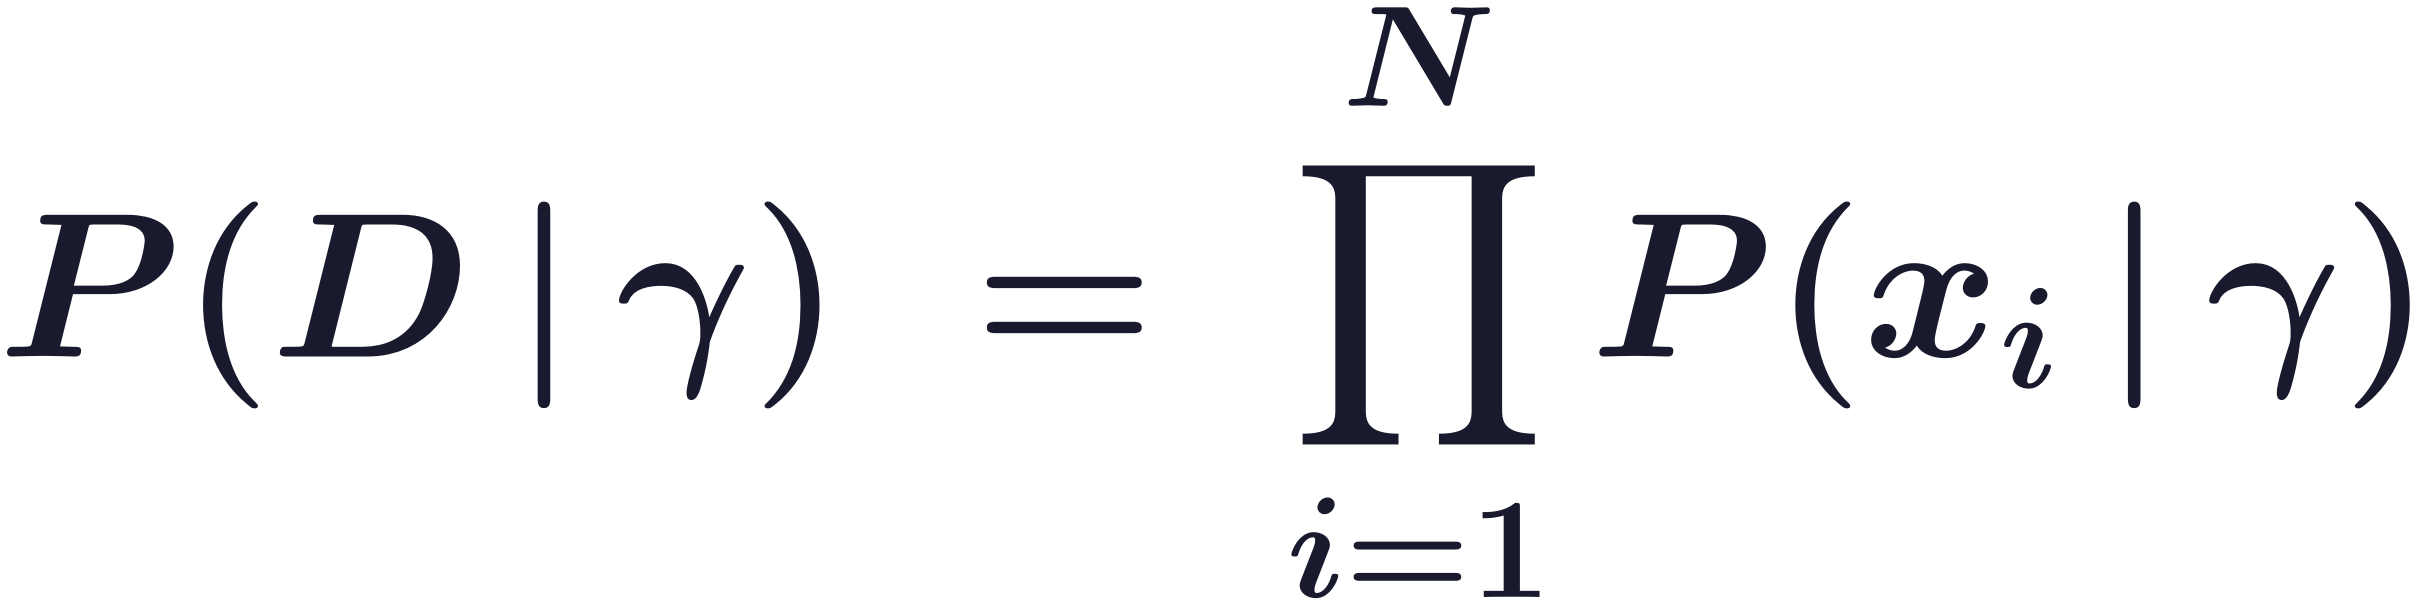 P(D | γ) = ∏_{i=1}^{N} P(x_i | γ)